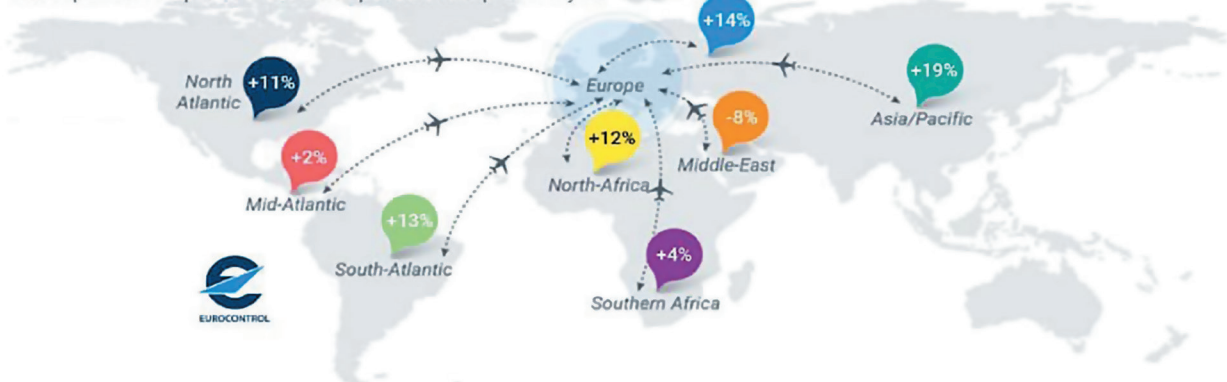 +14%
North
Atlantic
+11%
Europe
+19%
Asia/Pacific
-8%
Middle-East
+12%
North-Africa
+2%
Mid-Atlantic
+13%
South-Atlantic
+4%
Southern Africa
EUROCONTROL